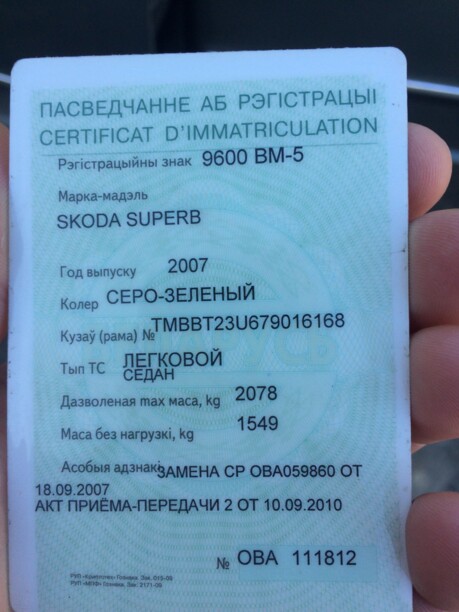 ПАСВЕДЧАННЕ АБ РЭГІСТРАЦЫІ
CERTIFICAT D'IMMATRICULATION
Рэгістрацыйны знак 9600 BM-5
Марка-мадэль
SKODA SUPERB
Год выпуску 2007
Колер СЕРО-ЗЕЛЕНЫЙ
Кузаў (рама) № TMBBT23U679016168
Тып ТС ЛЕГКОВОЙ
СЕДАН
Дазволеная max маса, kg 2078
Маса без нагрузкі, kg 1549
Асобыя адзнакі ЗАМЕНА СР ОВА059860 ОТ
18.09.2007
АКТ ПРИЁМА-ПЕРЕДАЧИ 2 ОТ 10.09.2010
№ ОВА 111812